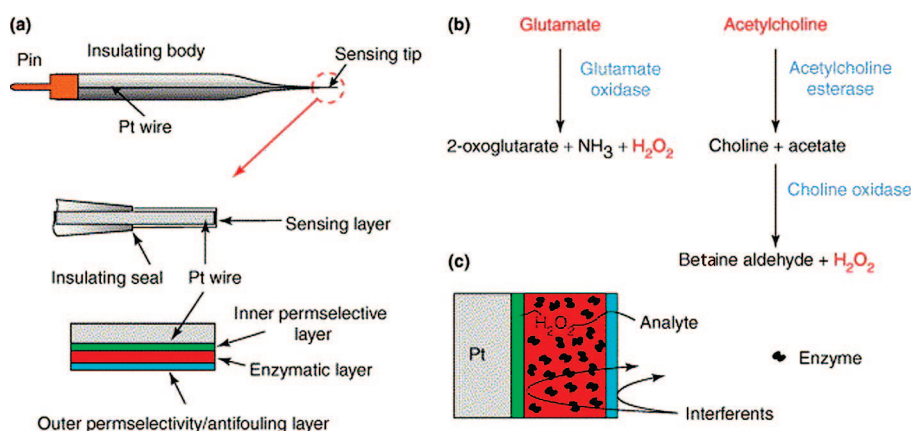 (a)
Insulating body
Sensing tip
Pin
Pt wire
Sensing layer
Insulating seal
Pt wire
Inner permselective
layer
Enzymatic layer
Outer permselectivity/antifouling layer
(b)
Glutamate
Acetylcholine
Glutamate
oxidase
Acetylcholine
esterase
2-oxoglutarate + NH₃ + H₂O₂
Choline + acetate
Choline oxidase
Betaine aldehyde + H₂O₂
(c)
H₂O₂
Analyte
Pt
Enzyme
Interferents